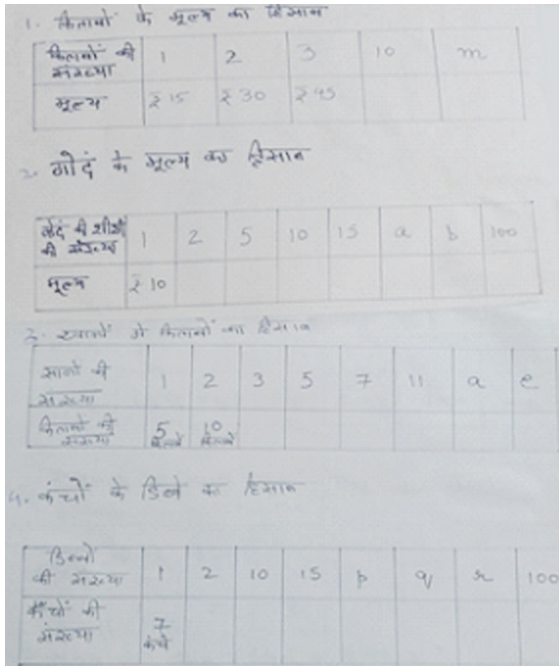 1. किताबों के मूल्य का हिसाब
किताबों की संख्या 1 2 3 10 m
मूल्य ₹ 15 ₹ 30 ₹ 45
2. गोंद के मूल्य का हिसाब
गोंद की शीशी की संख्या 1 2 5 10 15 a b 100
मूल्य ₹ 10
3. खानों में किताबों का हिसाब
खानों की संख्या 1 2 3 5 7 11 a e
किताबों की संख्या 5 किताबें 10 किताबें
4. कंचों के डिब्बे का हिसाब
डिब्बों की संख्या 1 2 10 15 p q r 100
कंचों की संख्या 7 कंचे